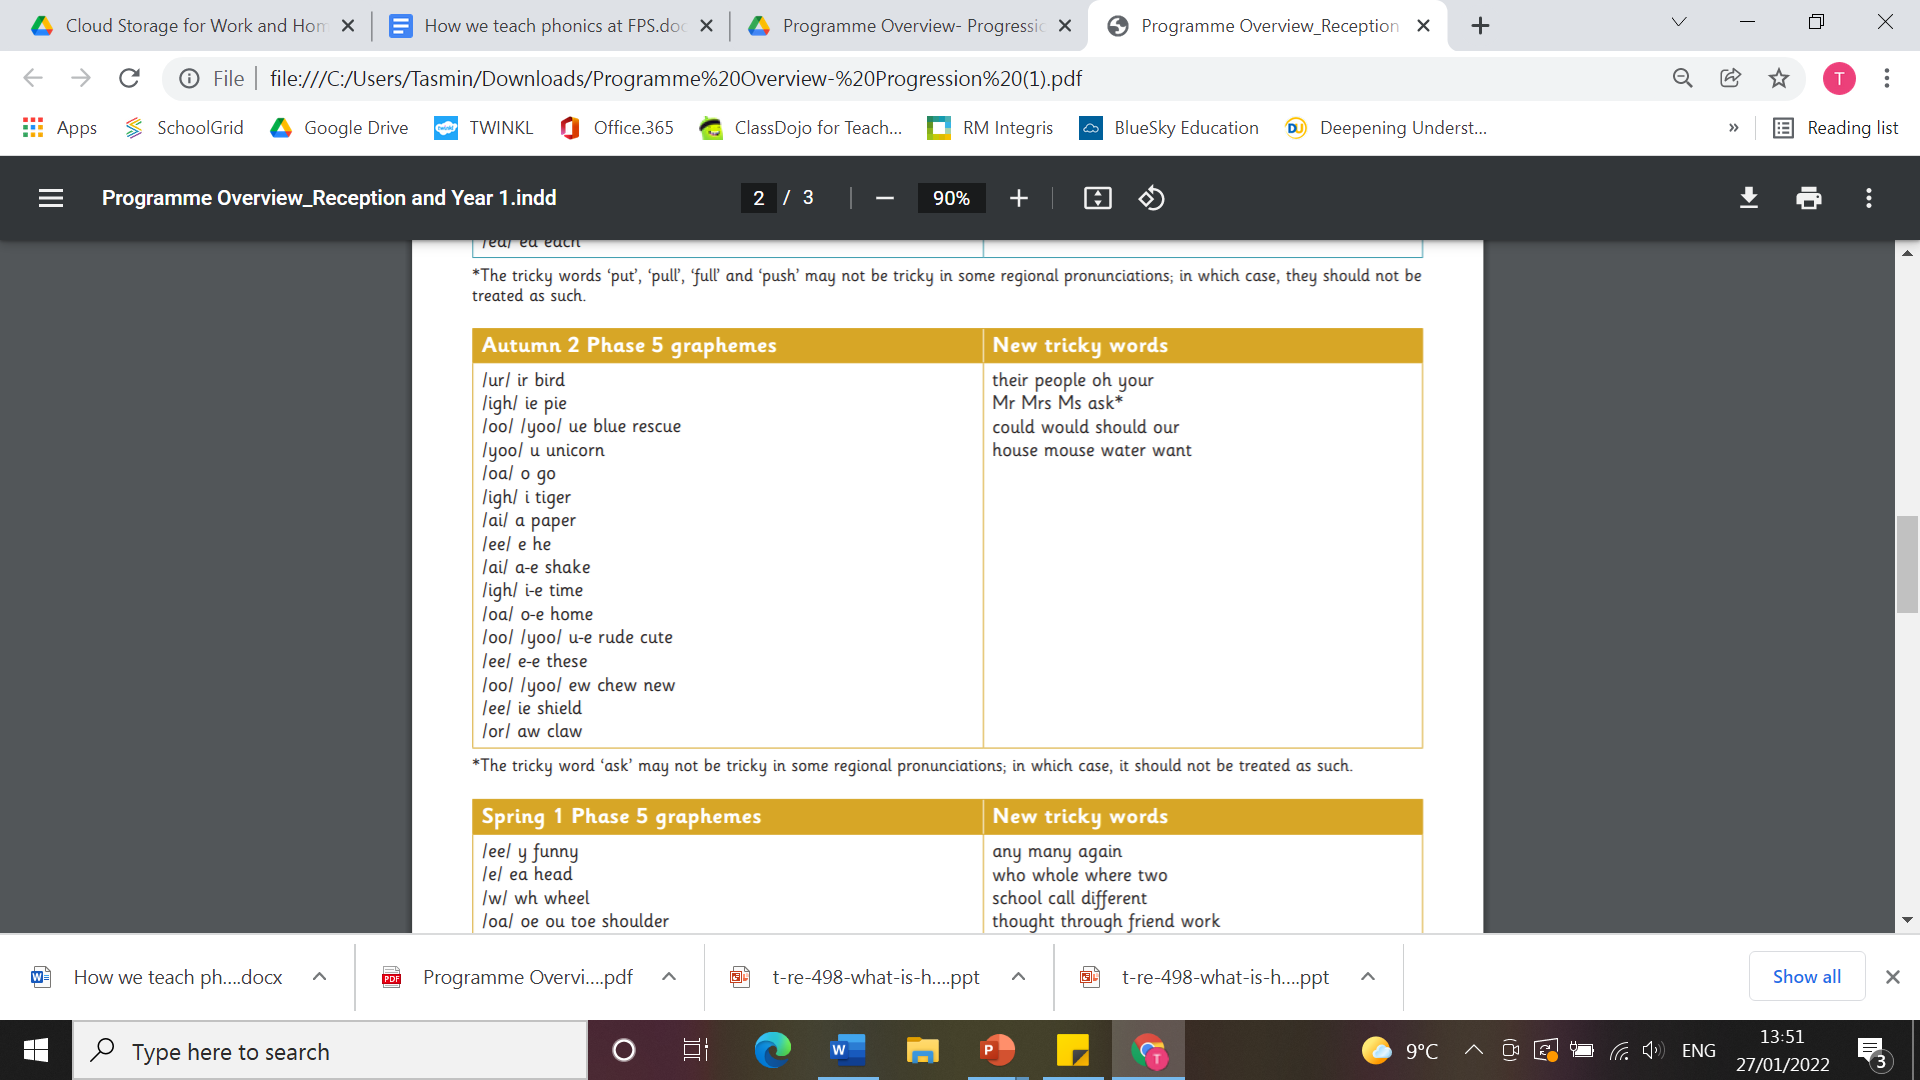 Cloud Storage for Work and Hom
How we teach phonics at FPS.doc
Programme Overview- Progressio
Programme Overview_Reception
File
file:///C:/Users/Tasmin/Downloads/Programme%20Overview-%20Progression%20(1).pdf
T
Apps
SchoolGrid
Google Drive
TWINKL
Office.365
ClassDojo for Teach...
RM Integris
BlueSky Education
DU
Deepening Underst...
»
Reading list
Programme Overview_Reception and Year 1.indd
2 / 3
90%
/ea/ ea each
*The tricky words ‘put’, ‘pull’, ‘full’ and ‘push’ may not be tricky in some regional pronunciations; in which case, they should not be
treated as such.
Autumn 2 Phase 5 graphemes
New tricky words
/ur/ ir bird
/igh/ ie pie
/oo/ /yoo/ ue blue rescue
/yoo/ u unicorn
/oa/ o go
/igh/ i tiger
/ai/ a paper
/ee/ e he
/ai/ a-e shake
/igh/ i-e time
/oa/ o-e home
/oo/ /yoo/ u-e rude cute
/ee/ e-e these
/oo/ /yoo/ ew chew new
/ee/ ie shield
/or/ aw claw
their people oh your
Mr Mrs Ms ask*
could would should our
house mouse water want
*The tricky word ‘ask’ may not be tricky in some regional pronunciations; in which case, it should not be treated as such.
Spring 1 Phase 5 graphemes
New tricky words
/ee/ y funny
/e/ ea head
/w/ wh wheel
/oa/ oe ou toe shoulder
any many again
who whole where two
school call different
thought through friend work
How we teach ph....docx
PDF
Programme Overvi....pdf
t-re-498-what-is-h....ppt
t-re-498-what-is-h....ppt
Show all
Type here to search
W
P
T
9°C
ENG
13:51
27/01/2022
3